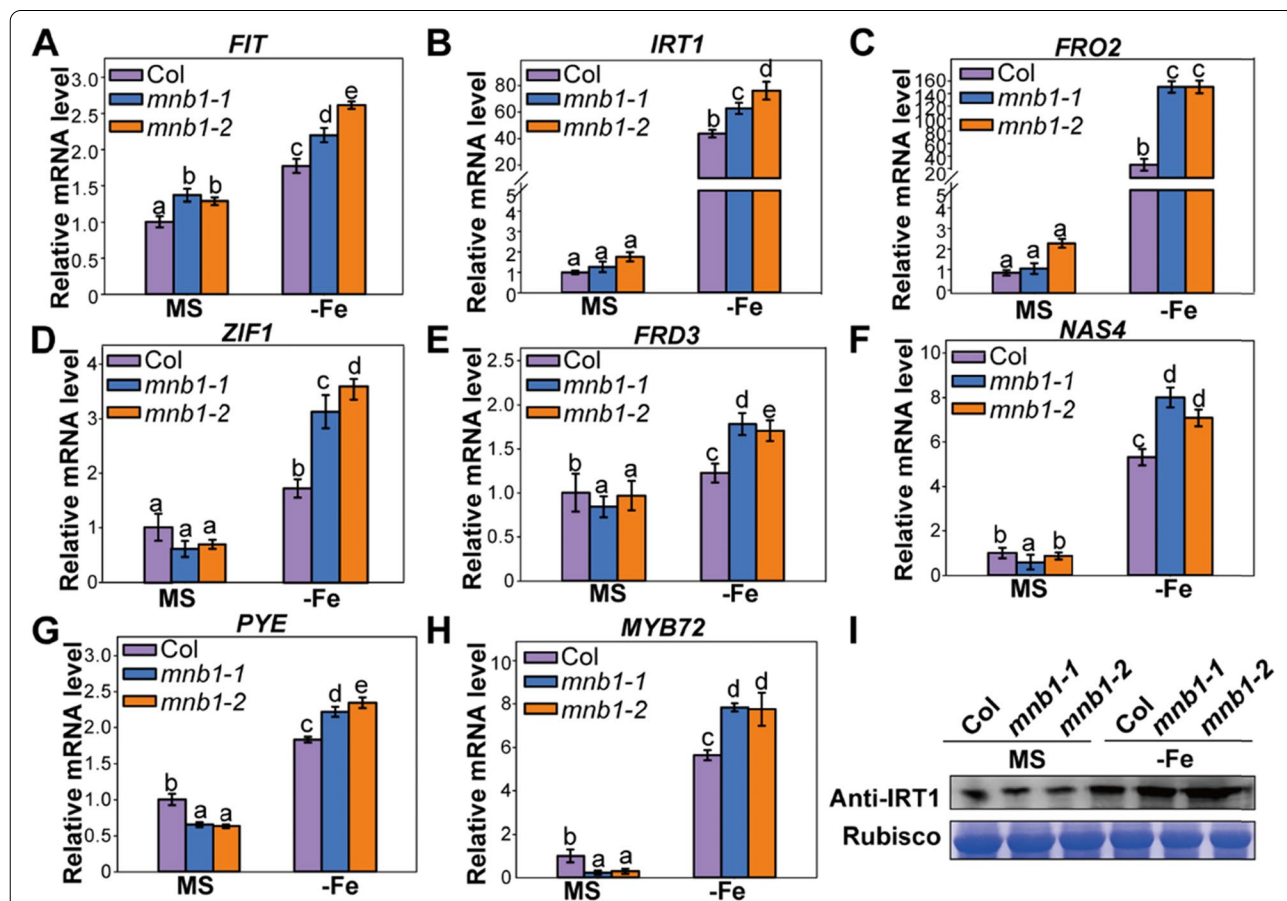 A
FIT
Relative mRNA level
3.0
2.5
2.0
1.5
1.0
0.5
0
Col
mnb1-1
mnb1-2
a
b
b
c
d
e
MS
-Fe
B
IRT1
Relative mRNA level
80
60
40
20
5
4
3
2
1
0
Col
mnb1-1
mnb1-2
a
a
a
b
c
d
MS
-Fe
C
FRO2
Relative mRNA level
160
140
120
100
80
60
40
20
5
4
3
2
1
0
Col
mnb1-1
mnb1-2
a
a
a
b
c
c
MS
-Fe
D
ZIF1
Relative mRNA level
4
3
2
1
0
Col
mnb1-1
mnb1-2
a
a
a
b
c
d
MS
-Fe
E
FRD3
Relative mRNA level
2.5
2.0
1.5
1.0
0.5
0
Col
mnb1-1
mnb1-2
b
a
a
c
d
e
MS
-Fe
F
NAS4
Relative mRNA level
10
8
6
4
2
0
Col
mnb1-1
mnb1-2
b
a
b
c
d
d
MS
-Fe
G
PYE
Relative mRNA level
3.0
2.5
2.0
1.5
1.0
0.5
0
Col
mnb1-1
mnb1-2
b
a
a
c
d
e
MS
-Fe
H
MYB72
Relative mRNA level
10
8
6
4
2
0
Col
mnb1-1
mnb1-2
b
a
a
c
d
d
MS
-Fe
I
Col mnb1-1 mnb1-2 Col mnb1-1 mnb1-2
MS -Fe
Anti-IRT1
Rubisco